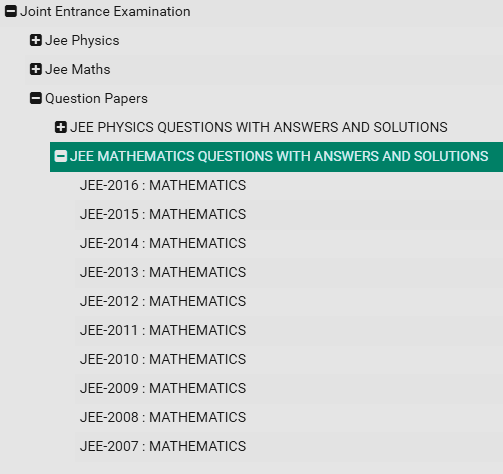 Joint Entrance Examination
Jee Physics
Jee Maths
Question Papers
JEE PHYSICS QUESTIONS WITH ANSWERS AND SOLUTIONS
JEE MATHEMATICS QUESTIONS WITH ANSWERS AND SOLUTIONS
JEE-2016 : MATHEMATICS
JEE-2015 : MATHEMATICS
JEE-2014 : MATHEMATICS
JEE-2013 : MATHEMATICS
JEE-2012 : MATHEMATICS
JEE-2011 : MATHEMATICS
JEE-2010 : MATHEMATICS
JEE-2009 : MATHEMATICS
JEE-2008 : MATHEMATICS
JEE-2007 : MATHEMATICS